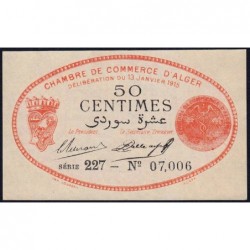 CHAMBRE DE COMMERCE D'ALGER
DÉLIBÉRATION DU 13 JANVIER 1915
50
CENTIMES
عشرة سوردي
Le Président, Le Secrétaire Trésorier
SÉRIE 227 - Nº 07,006